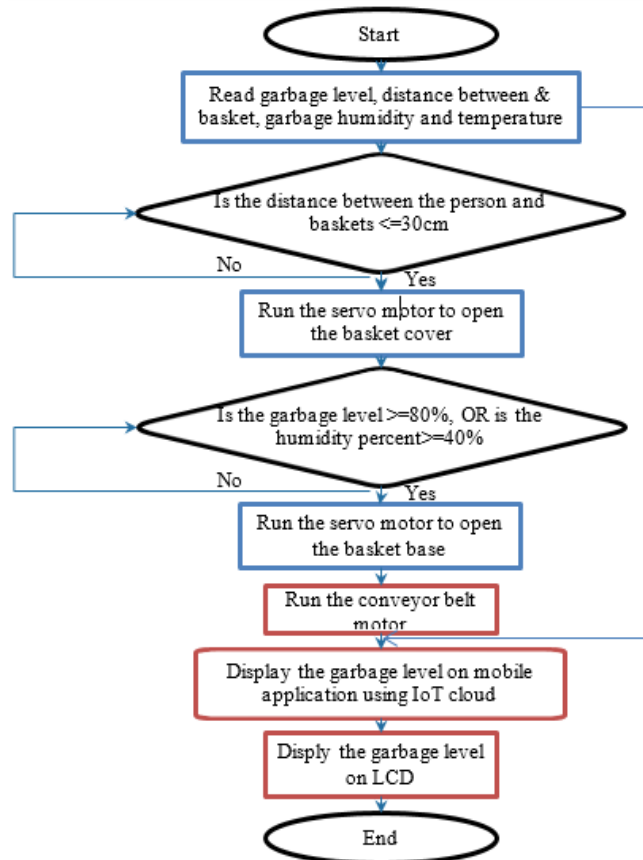 Start
Read garbage level, distance between &
basket, garbage humidity and temperature
Is the distance between the person and
baskets <=30cm
No
Yes
Run the servo motor to open
the basket cover
Is the garbage level >=80%, OR is the
humidity percent>=40%
No
Yes
Run the servo motor to open
the basket base
Run the conveyor belt
motor
Display the garbage level on mobile
application using IoT cloud
Disply the garbage level
on LCD
End